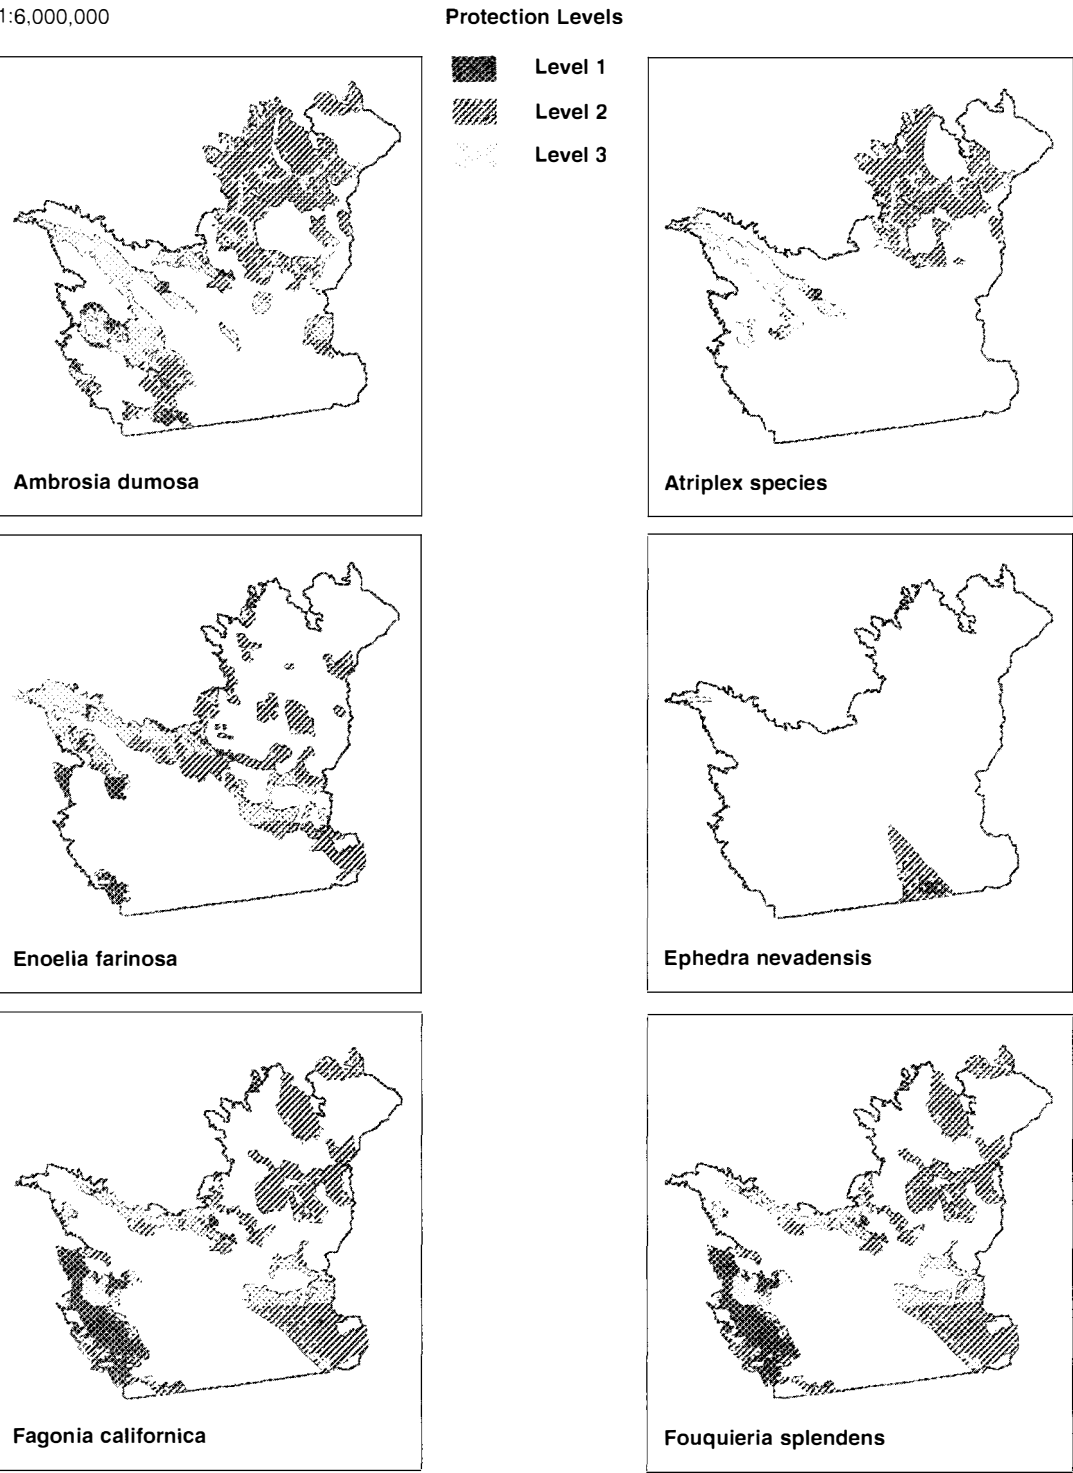 1:6,000,000
Protection Levels
Level 1
Level 2
Level 3
Ambrosia dumosa
Atriplex species
Enoelia farinosa
Ephedra nevadensis
Fagonia californica
Fouquieria splendens